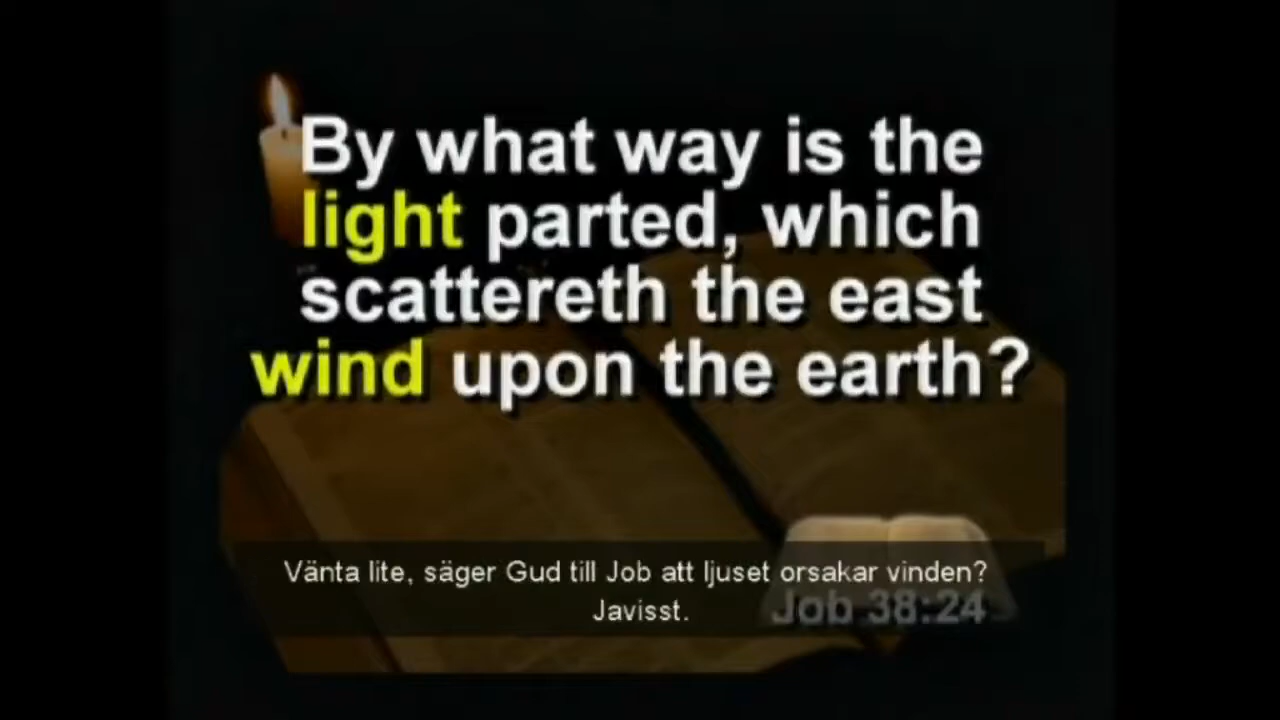 By what way is the
light parted, which
scattereth the east
wind upon the earth?
Vänta lite, säger Gud till Job att ljuset orsakar vinden?
Javisst.
Job 38:24